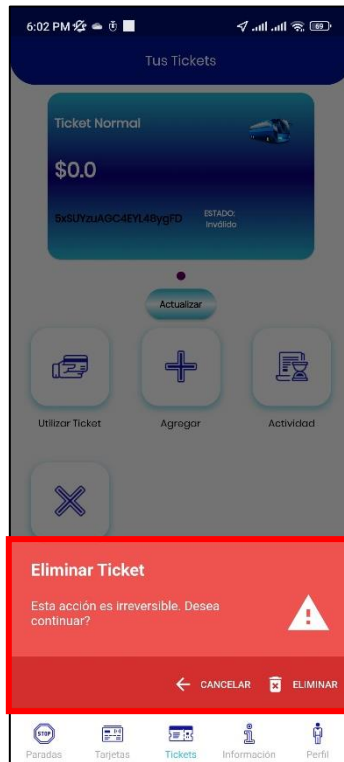 6:02 PM
69
Tus Tickets
Ticket Normal
$0.0
ESTADO:
Inválido
Actualizar
Utilizar Ticket
Agregar
Actividad
Eliminar Ticket
Esta acción es irreversible. Desea
continuar?
CANCELAR
ELIMINAR
STOP
Paradas
Tarjetas
Tickets
Información
Perfil